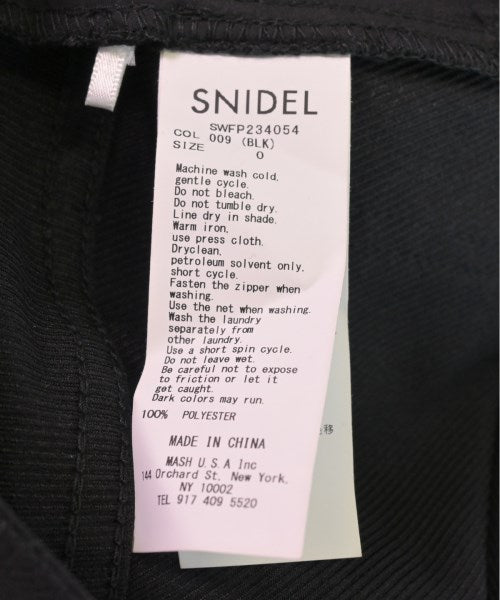 SNIDEL
SWFP234054
COL 009 (BLK)
SIZE 0
Machine wash cold,
gentle cycle.
Do not bleach.
Do not tumble dry.
Line dry in shade.
Warm iron,
use press cloth.
Dryclean,
petroleum solvent only,
short cycle.
Fasten the zipper when
washing.
Use the net when washing.
Wash the laundry
separately from
other laundry.
Use a short spin cycle.
Do not leave wet.
Be careful not to expose
to friction or let it
get caught.
Dark colors may run.
100% POLYESTER
MADE IN CHINA
MASH U.S.A Inc
144 Orchard St. New York,
NY 10002
TEL 917 409 5520
移